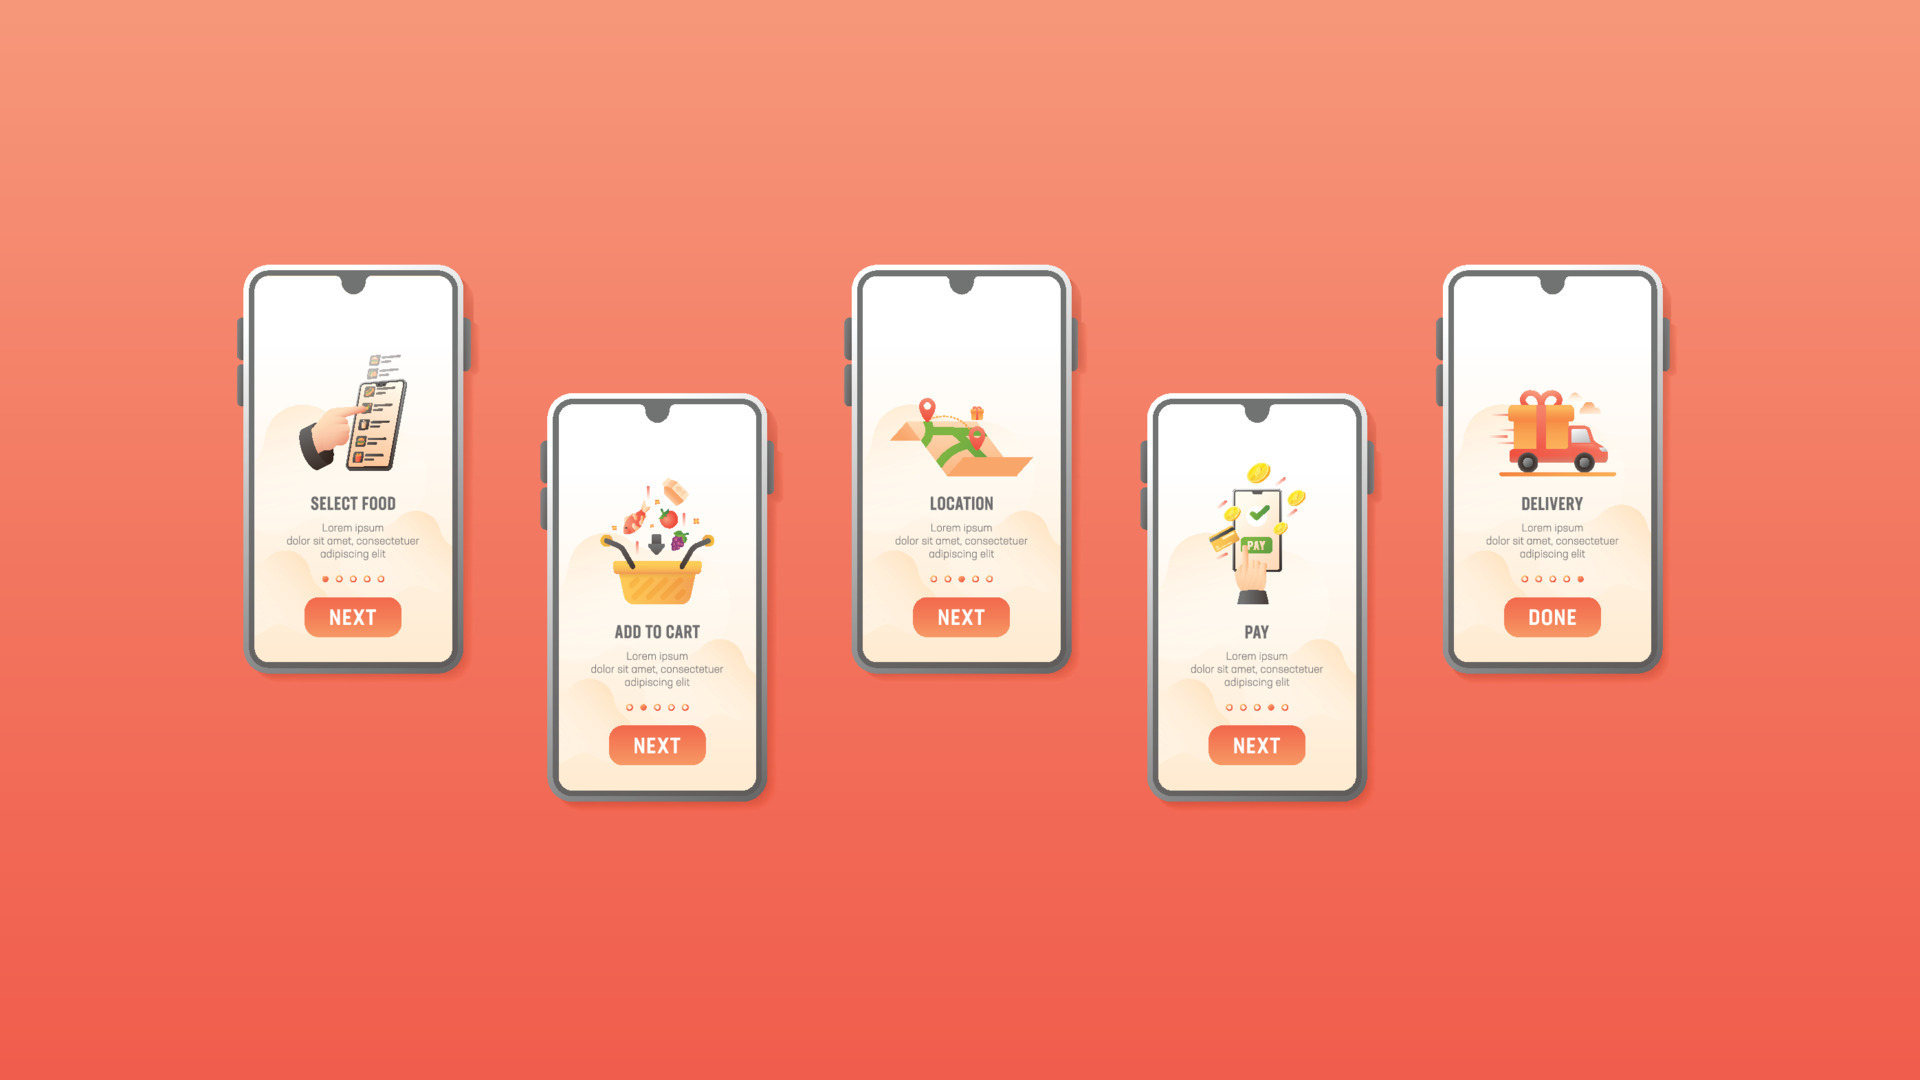 SELECT FOOD
Lorem ipsum
dolor sit amet, consectetuer
adipiscing elit
NEXT
ADD TO CART
Lorem ipsum
dolor sit amet, consectetuer
adipiscing elit
NEXT
LOCATION
Lorem ipsum
dolor sit amet, consectetuer
adipiscing elit
NEXT
PAY
PAY
Lorem ipsum
dolor sit amet, consectetuer
adipiscing elit
NEXT
DELIVERY
Lorem ipsum
dolor sit amet, consectetuer
adipiscing elit
DONE